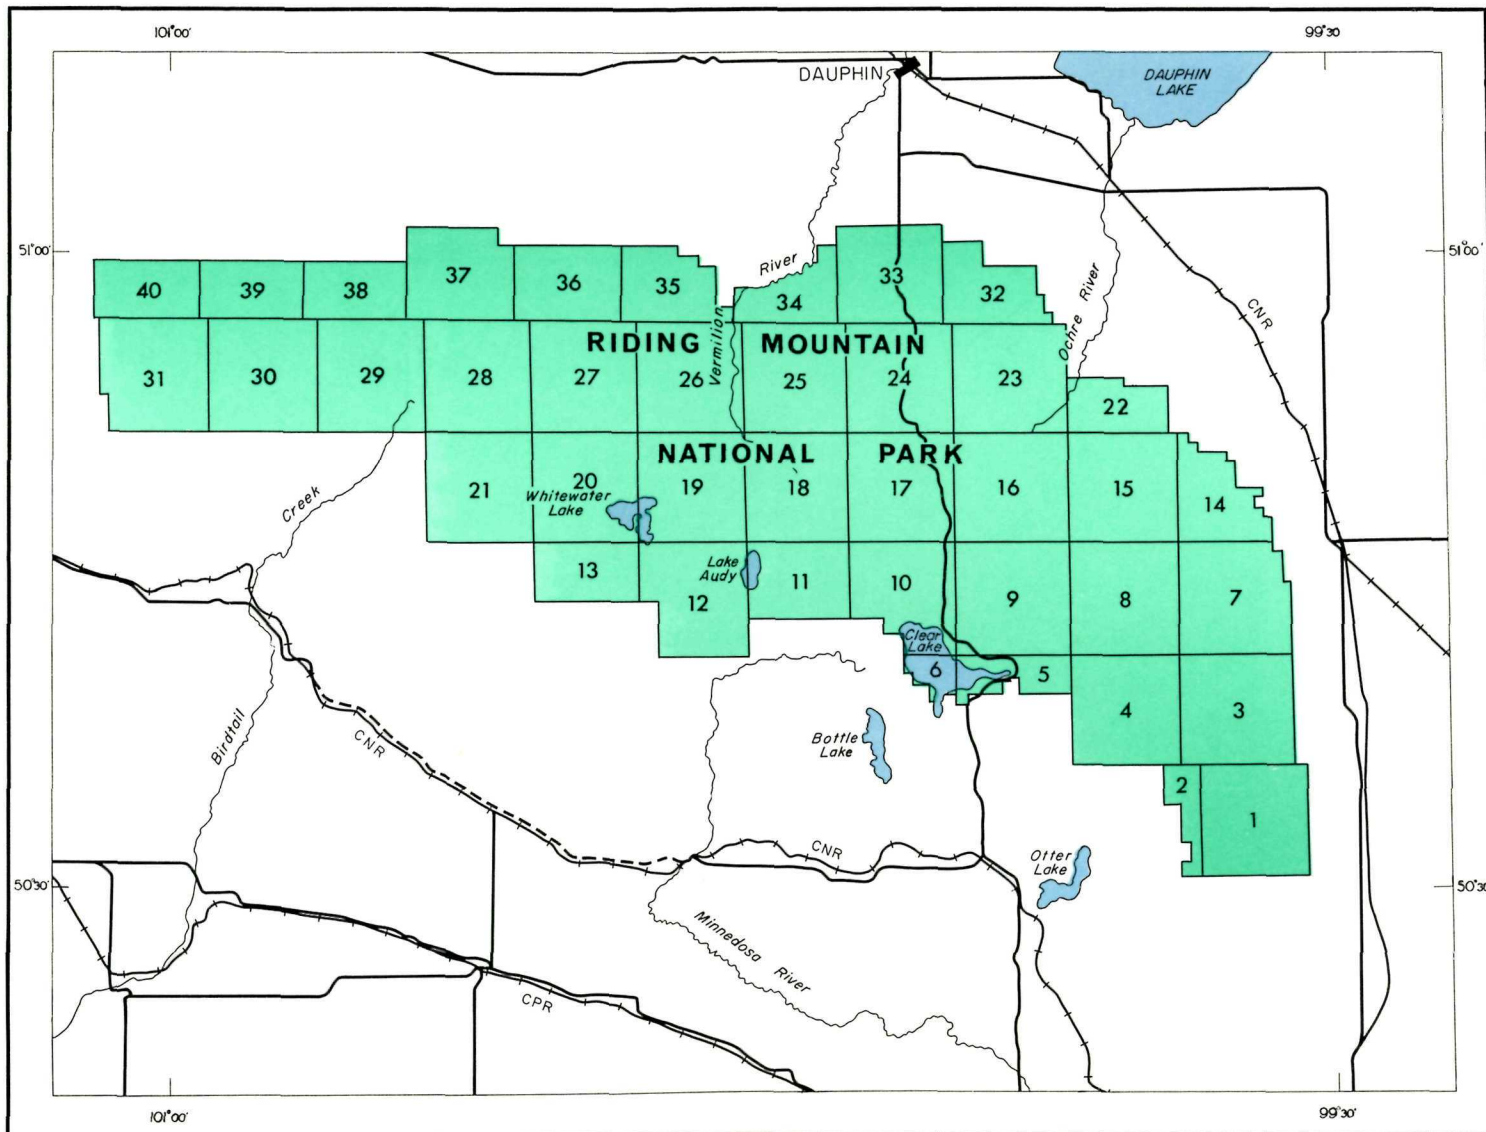 101°00'
99°30
DAUPHIN
DAUPHIN
LAKE
51°00'
51°00'
River
Ochre River
CNR
40
39
38
37
36
35
34
33
32
RIDING MOUNTAIN
Vermilion
31
30
29
28
27
26
25
24
23
22
NATIONAL PARK
21
20
19
18
17
16
15
14
Whitewater
Lake
Creek
Lake
Audy
13
12
11
10
9
8
7
Clear
Lake
6
5
4
3
Birdtail
CNR
Bottle
Lake
2
1
CNR
Otter
Lake
50°30'
50°30
Minnedosa River
CPR
101°00'
99°30'